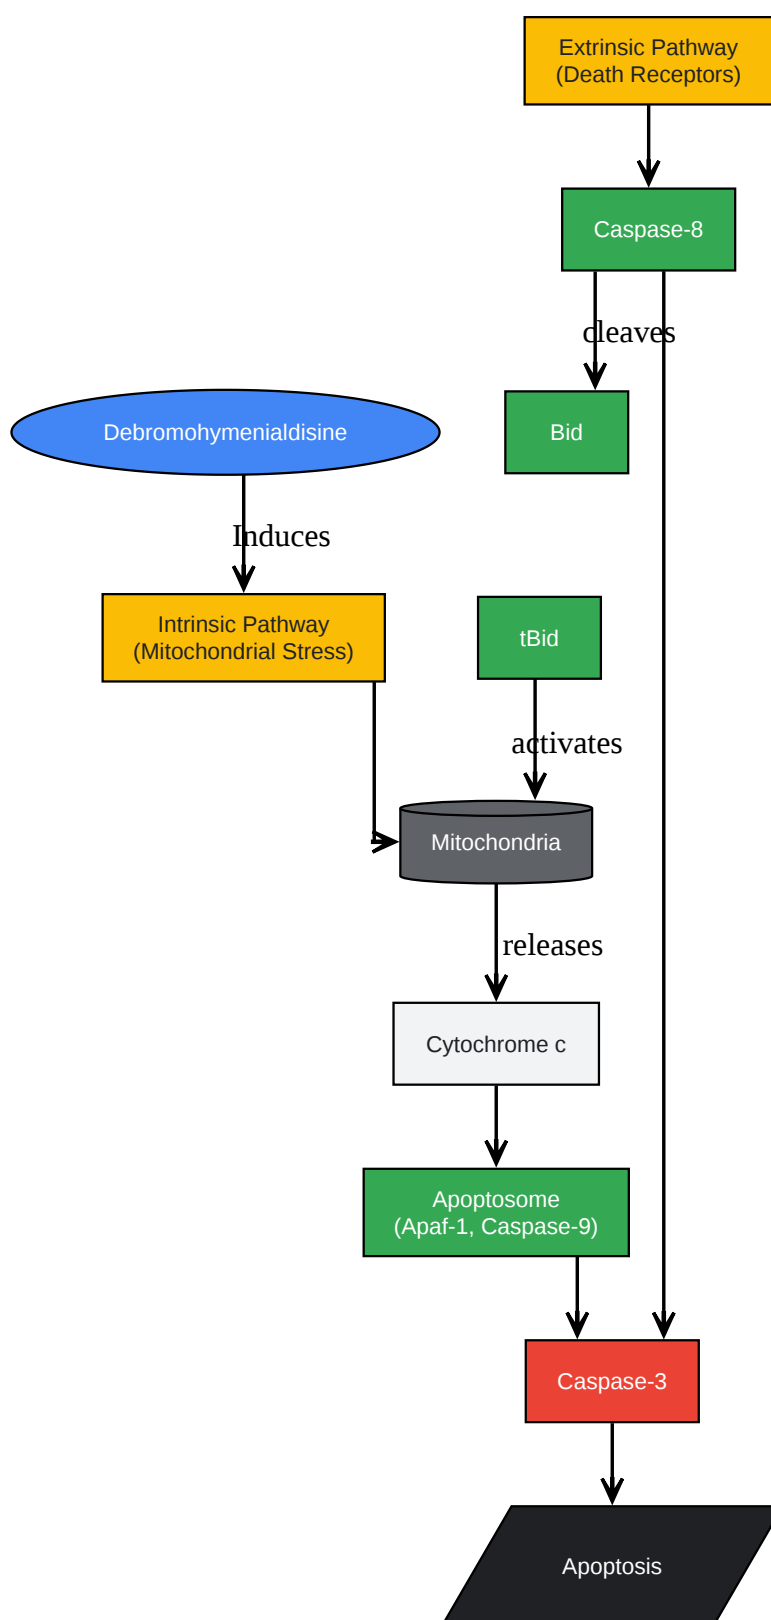 Extrinsic Pathway
(Death Receptors)
Caspase-8
cleaves
Debromohymenialdisine
Bid
Induces
Intrinsic Pathway
(Mitochondrial Stress)
tBid
activates
Mitochondria
releases
Cytochrome c
Apoptosome
(Apaf-1, Caspase-9)
Caspase-3
Apoptosis